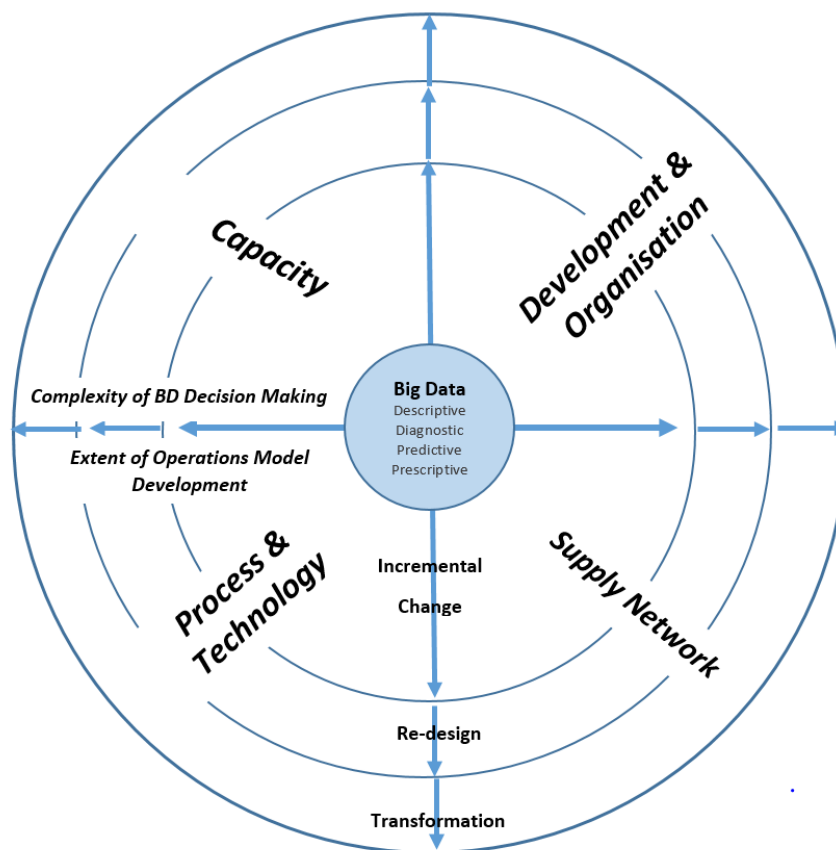 Capacity
Development &
Organisation
Complexity of BD Decision Making
Extent of Operations Model
Development
Big Data
Descriptive
Diagnostic
Predictive
Prescriptive
Process &
Technology
Incremental
Change
Supply Network
Re-design
Transformation